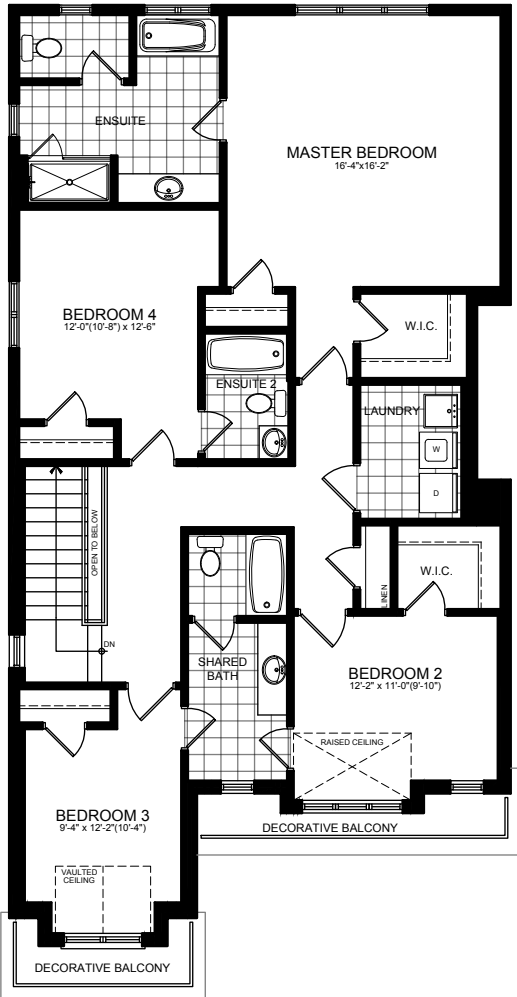 ENSUITE
MASTER BEDROOM
16'-4"x16'-2"
BEDROOM 4
12'-0"(10'-8") x 12'-6"
W.I.C.
ENSUITE 2
LAUNDRY
W
D
OPEN TO BELOW
DN
LINEN
W.I.C.
SHARED
BATH
BEDROOM 2
12'-2" x 11'-0"(9'-10")
RAISED CEILING
BEDROOM 3
9'-4" x 12'-2"(10'-4")
DECORATIVE BALCONY
VAULTED
CEILING
DECORATIVE BALCONY